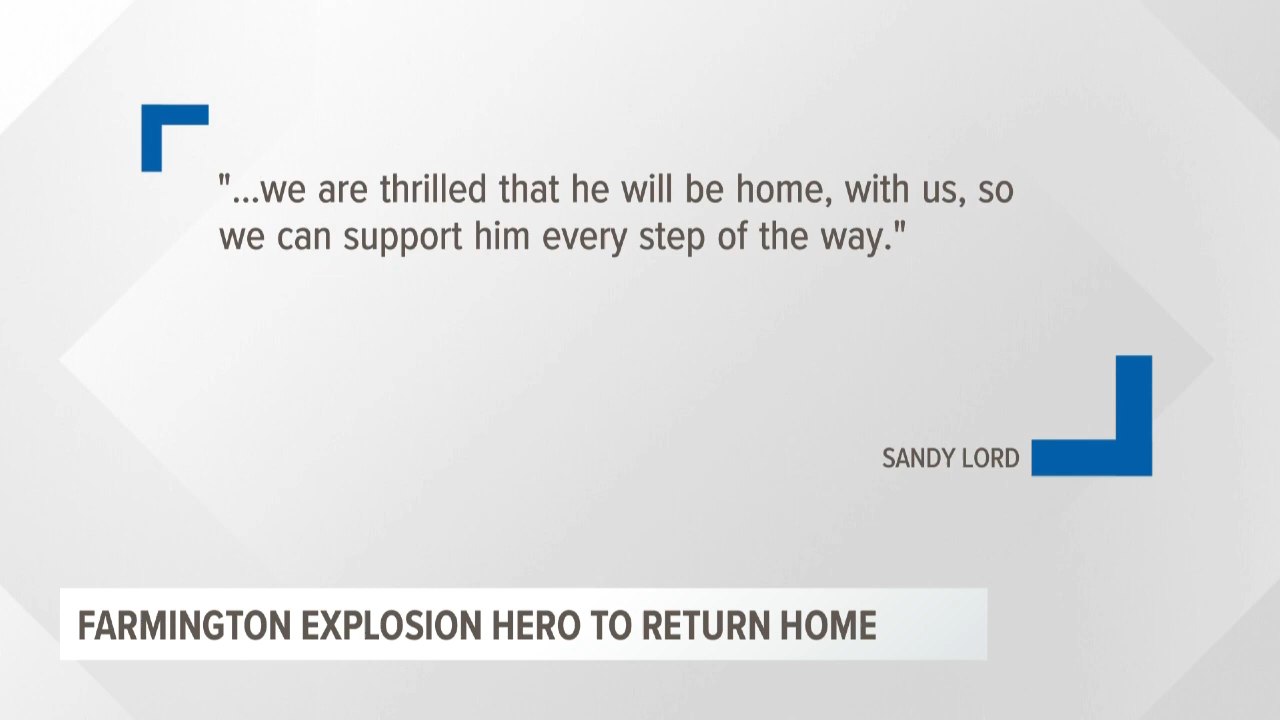 "...we are thrilled that he will be home, with us, so
we can support him every step of the way."
SANDY LORD
FARMINGTON EXPLOSION HERO TO RETURN HOME